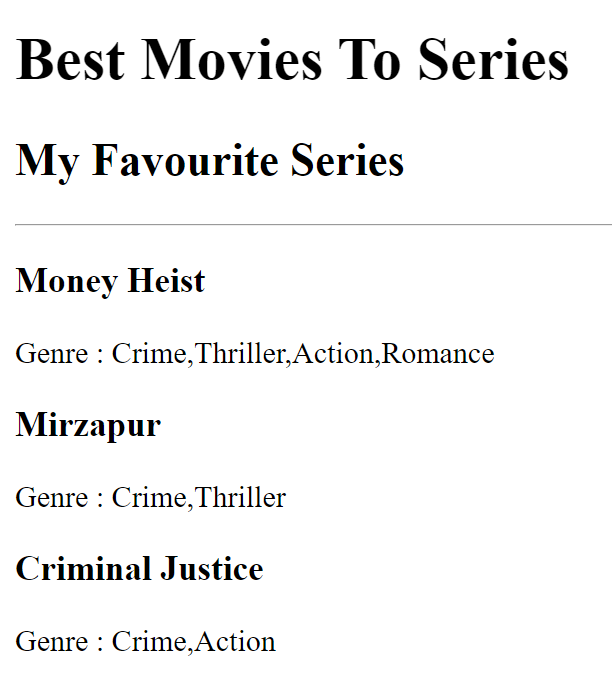 Best Movies To Series
My Favourite Series
Money Heist
Genre : Crime,Thriller,Action,Romance
Mirzapur
Genre : Crime,Thriller
Criminal Justice
Genre : Crime,Action